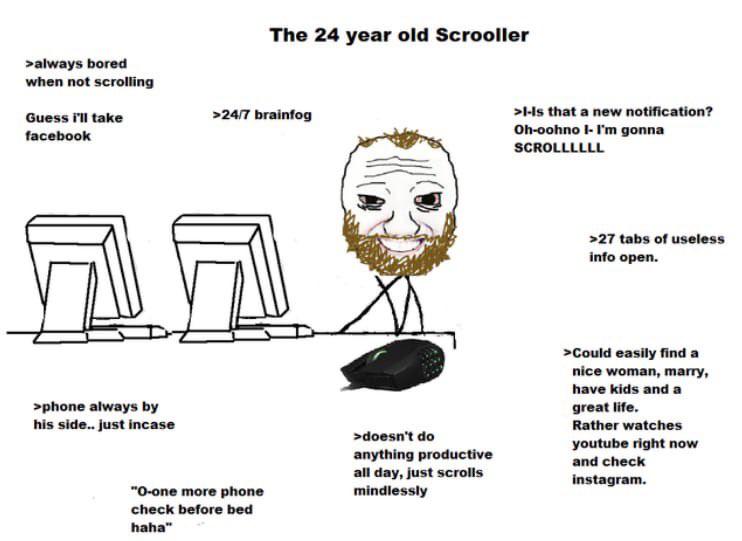 The 24 year old Scrooller
>always bored
when not scrolling
Guess i'll take
facebook
>24/7 brainfog
>I-Is that a new notification?
Oh-oohno I- I'm gonna
SCROLLLLLL
>27 tabs of useless
info open.
>Could easily find a
nice woman, marry,
have kids and a
great life.
Rather watches
youtube right now
and check
instagram.
>phone always by
his side.. just incase
>doesn't do
anything productive
all day, just scrolls
mindlessly
"O-one more phone
check before bed
haha"